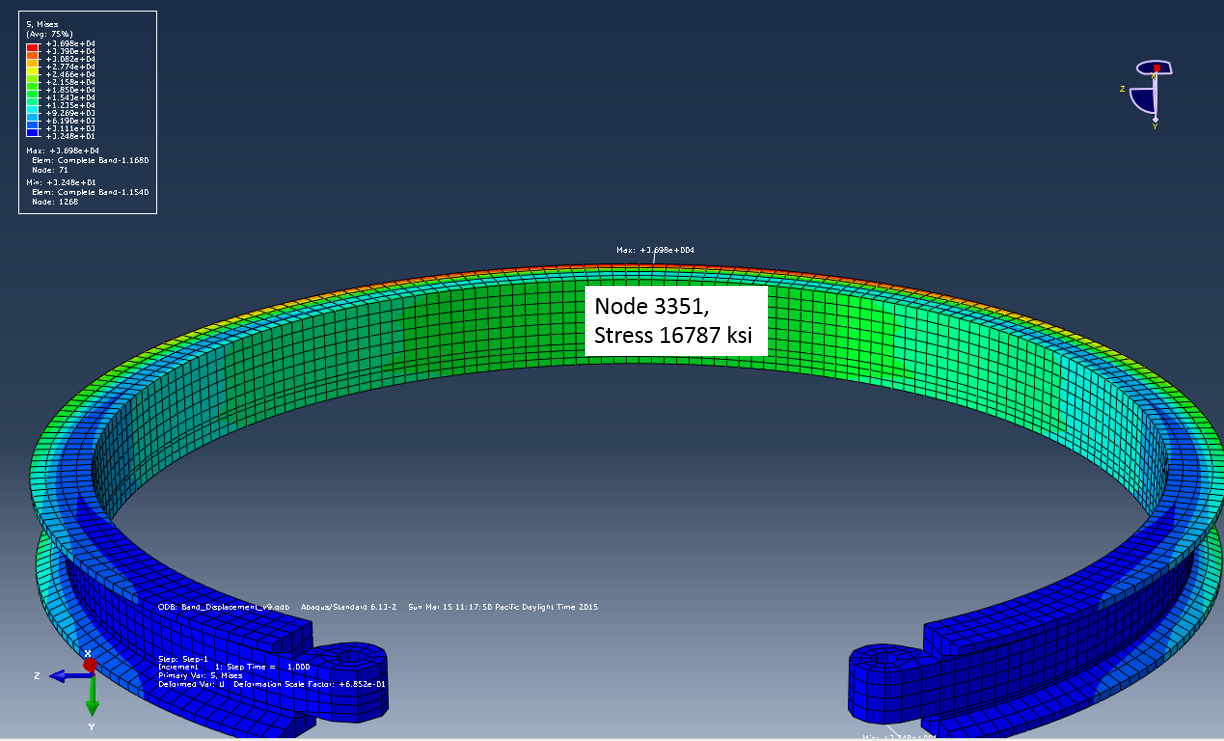 S, Mises
(Avg: 75%)
+3.698e+04
+3.390e+04
+3.082e+04
+2.774e+04
+2.466e+04
+2.158e+04
+1.850e+04
+1.543e+04
+1.235e+04
+9.269e+03
+6.190e+03
+3.111e+03
+3.248e+01
Max: +3.698e+04
Elem: Complete Band-1.1680
Node: 71
Min: +3.248e+01
Elem: Complete Band-1.1540
Node: 1268
Z
X
Y
Max: +3.698e+004
Node 3351,
Stress 16787 ksi
ODB: Band_Displacement_v9.odb Abaqus/Standard 6.13-2 Sun Mar 15 11:17:50 Pacific Daylight Time 2015
X
Z
Y
Step: Step-1
Increment 1: Step Time = 1.000
Primary Var: S, Mises
Deformed Var: U Deformation Scale Factor: +6.852e-01